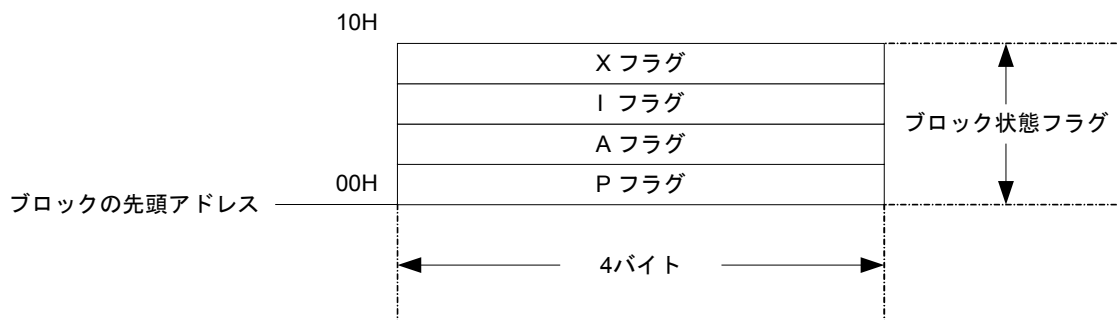 10H
X フラグ
I フラグ
ブロック状態フラグ
A フラグ
00H
P フラグ
ブロックの先頭アドレス
4バイト